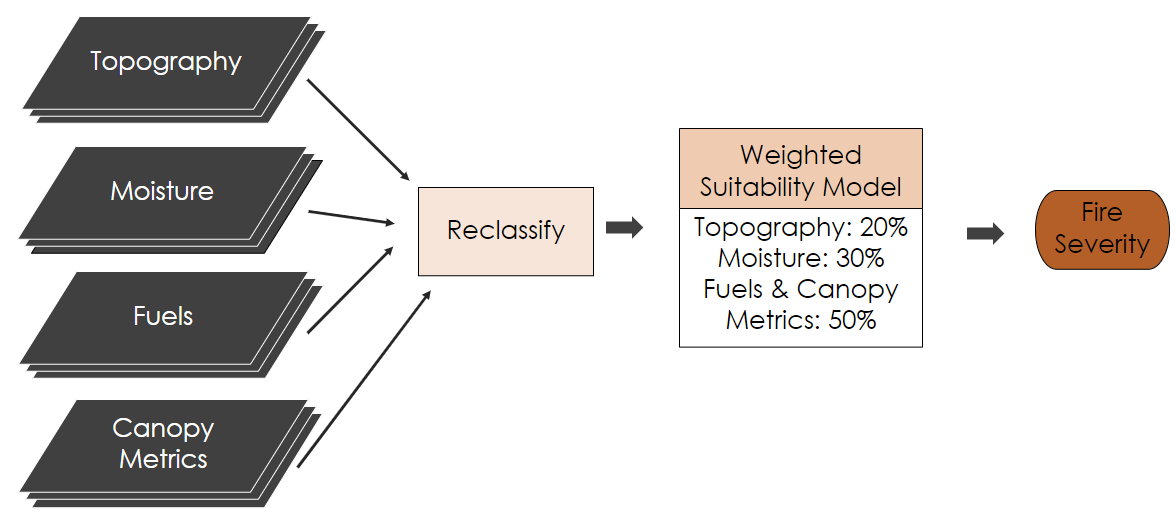 Topography
Moisture
Fuels
Canopy
Metrics
Reclassify
Weighted
Suitability Model
Topography: 20%
Moisture: 30%
Fuels & Canopy
Metrics: 50%
Fire
Severity